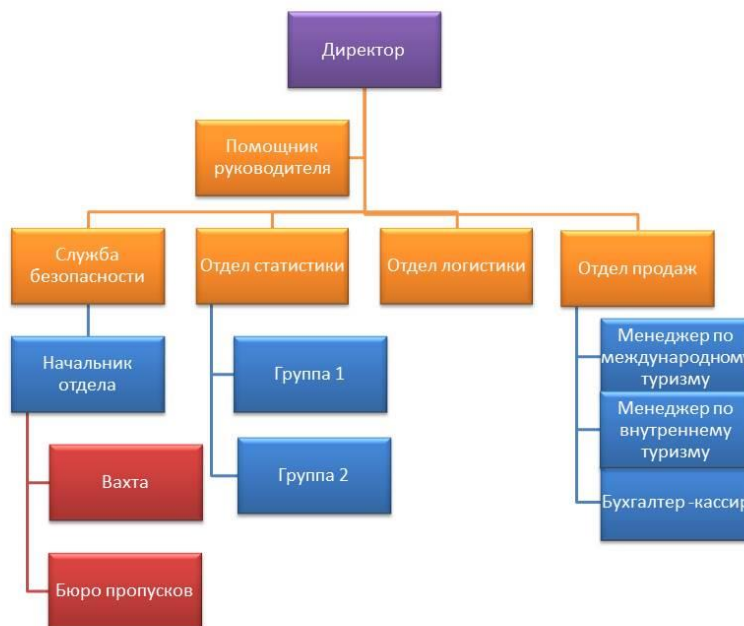 Директор
Помощник
руководителя
Служба
безопасности
Отдел статистики
Отдел логистики
Отдел продаж
Начальник
отдела
Группа 1
Менеджер по
международному
туризму
Менеджер по
внутреннему
туризму
Вахта
Группа 2
Бухгалтер -кассир
Бюро пропусков